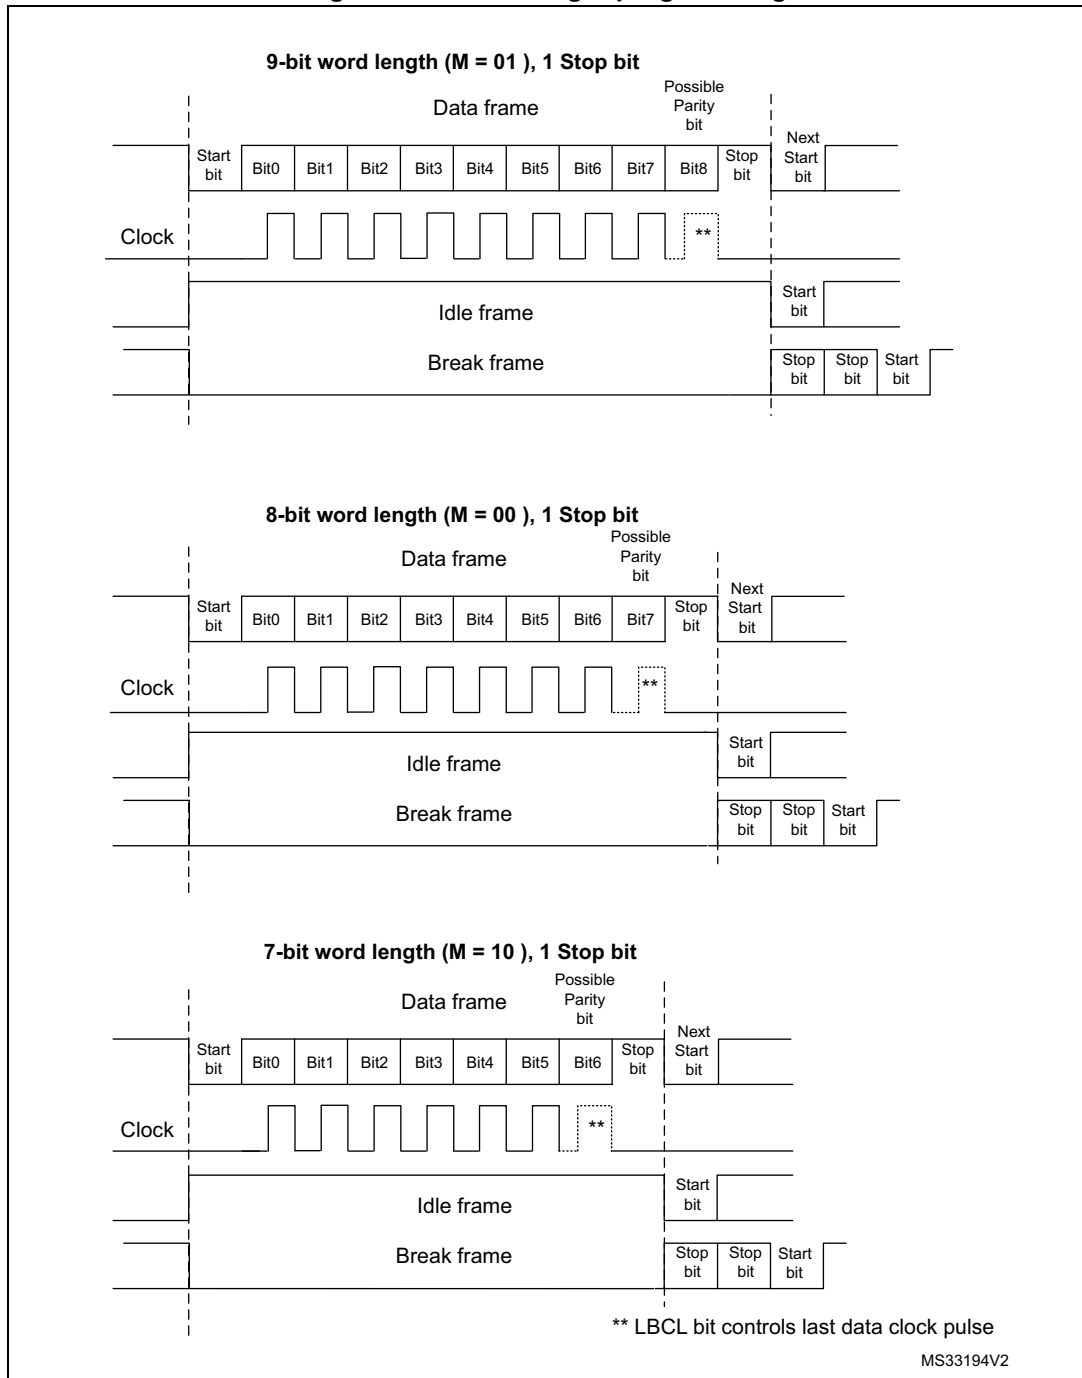 9-bit word length (M = 01 ), 1 Stop bit
Data frame
Possible
Parity
bit
Start
bit
Bit0 Bit1 Bit2 Bit3 Bit4 Bit5 Bit6 Bit7 Bit8
Stop
bit
Next
Start
bit
Clock
**
Idle frame
Start
bit
Break frame
Stop
bit
Stop
bit
Start
bit
8-bit word length (M = 00 ), 1 Stop bit
Data frame
Possible
Parity
bit
Start
bit
Bit0 Bit1 Bit2 Bit3 Bit4 Bit5 Bit6 Bit7
Stop
bit
Next
Start
bit
Clock
**
Idle frame
Start
bit
Break frame
Stop
bit
Stop
bit
Start
bit
7-bit word length (M = 10 ), 1 Stop bit
Data frame
Possible
Parity
bit
Start
bit
Bit0 Bit1 Bit2 Bit3 Bit4 Bit5 Bit6
Stop
bit
Next
Start
bit
Clock
**
Idle frame
Start
bit
Break frame
Stop
bit
Stop
bit
Start
bit
** LBCL bit controls last data clock pulse
MS33194V2